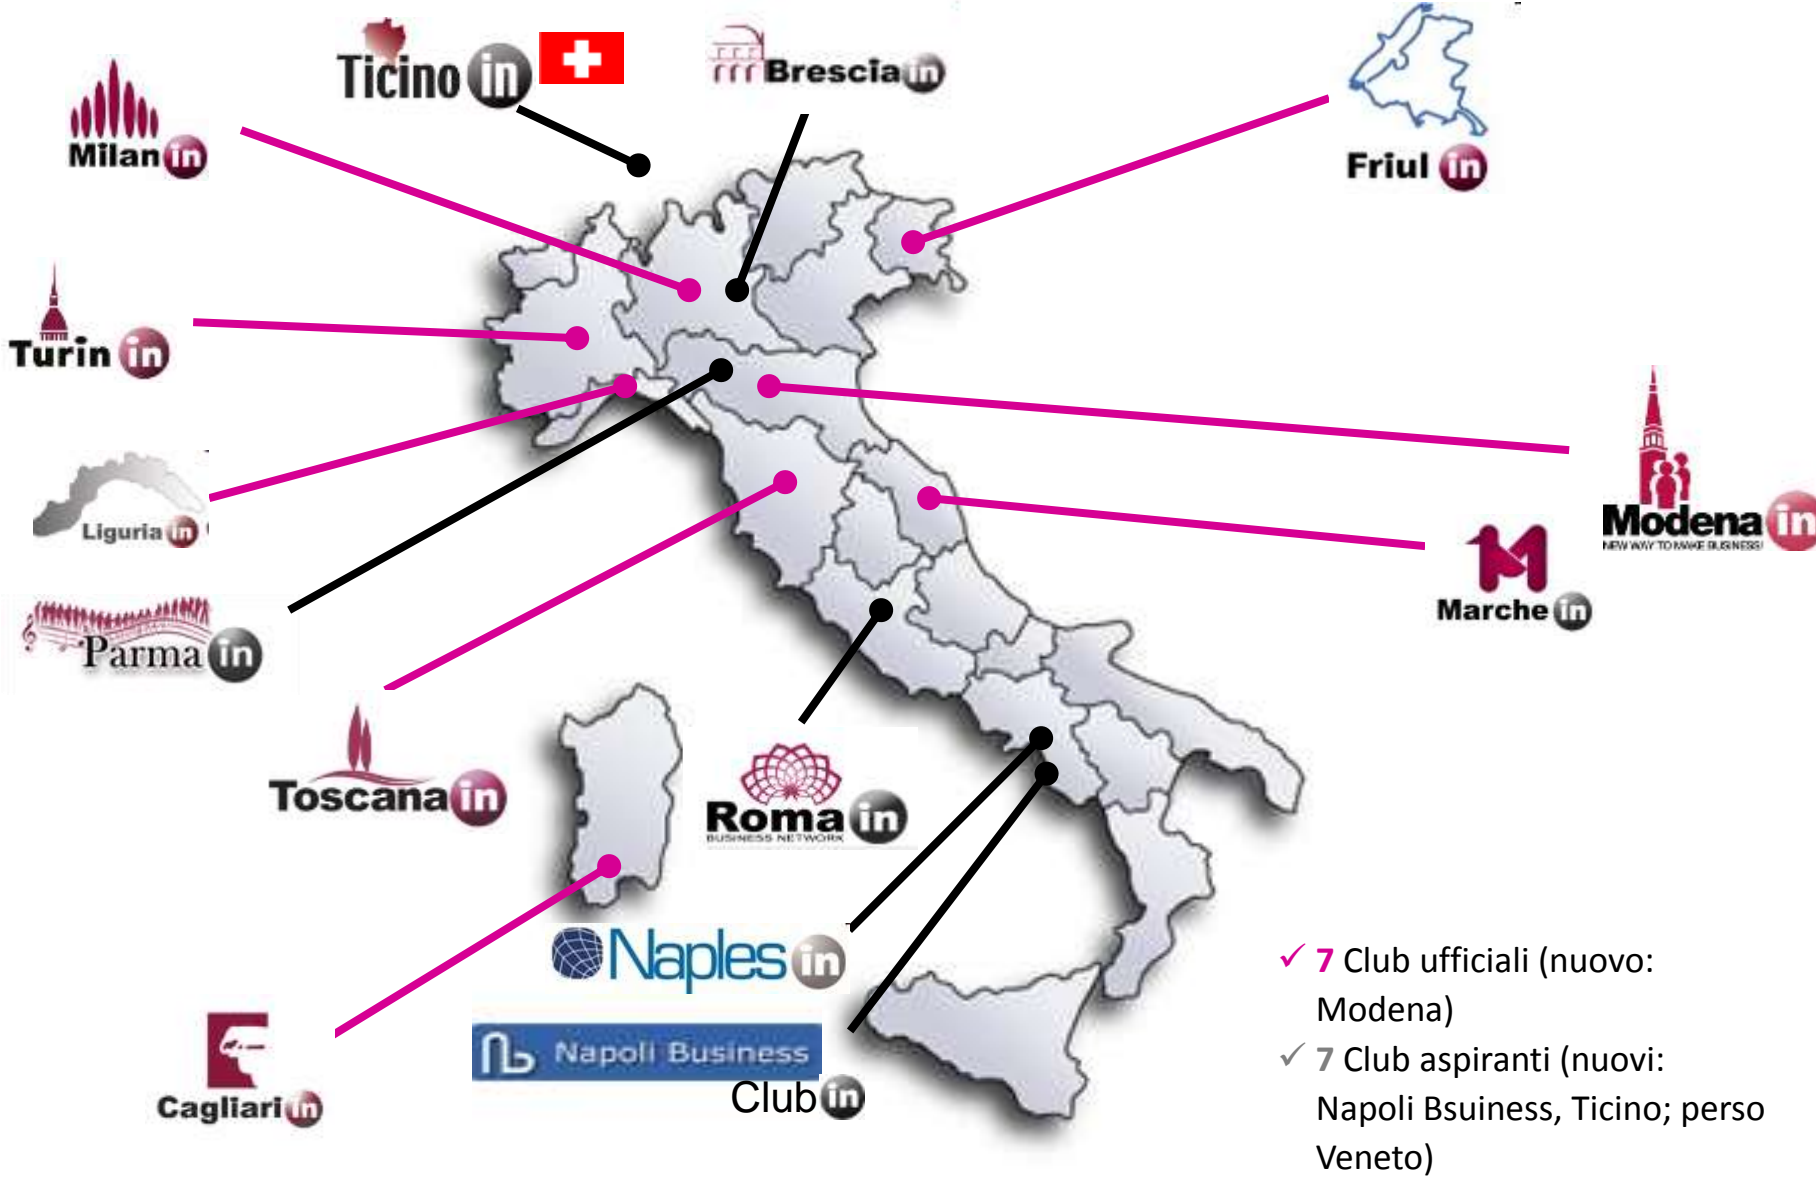 Ticino in
Brescia in
Milan in
Friul in
Turin in
Liguria in
Modena in
NEW WAY TO MAKE BUSINESS!
Marche in
Parma in
Toscana in
Roma in
BUSINESS NETWORK
Naples in
Napoli Business
Club in
Cagliari in
✓ 7 Club ufficiali (nuovo:
Modena)
✓ 7 Club aspiranti (nuovi:
Napoli Bsuiness, Ticino; perso
Veneto)